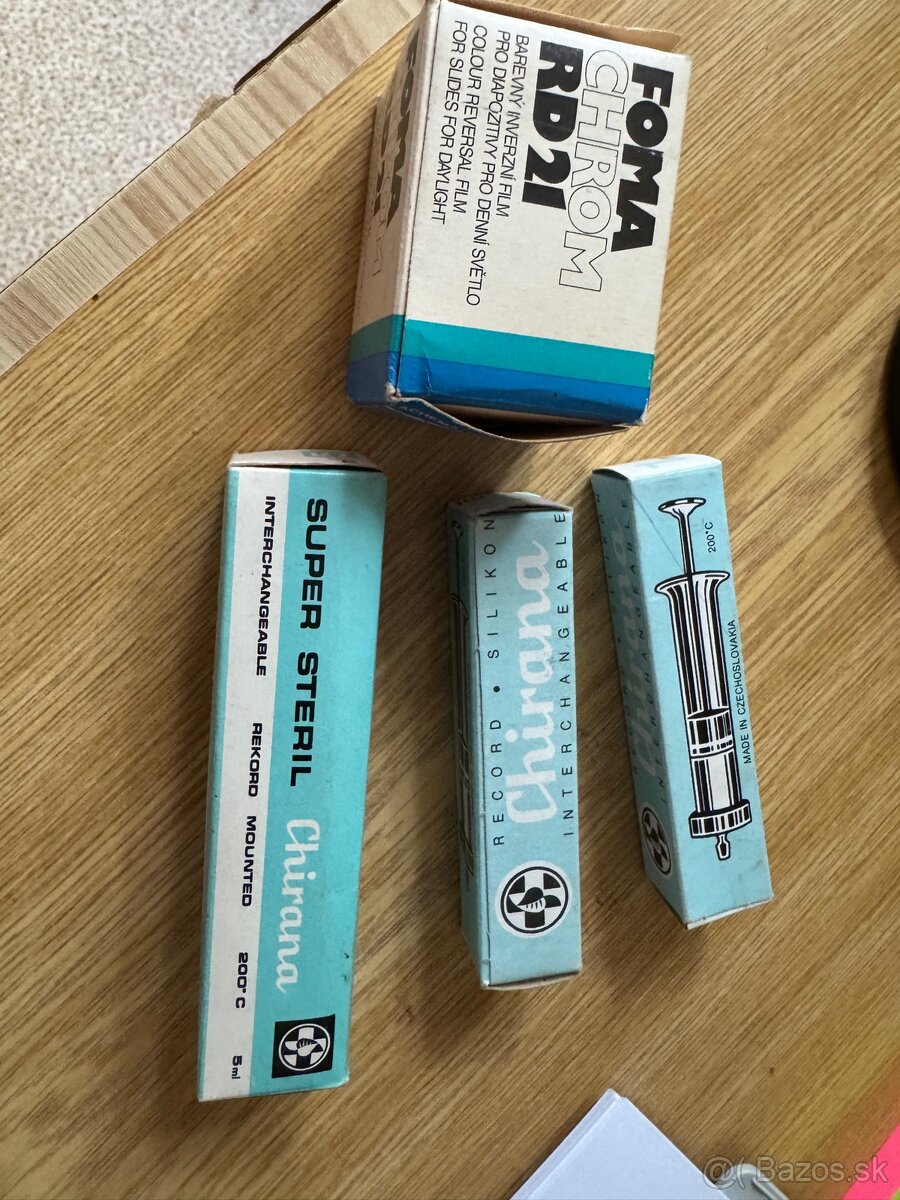 FOMA
CHROM
RD 21
BAREVNÝ INVERZNÍ FILM
PRO DIAPOZITIVY PRO DENNÍ SVĚTLO
COLOUR REVERSAL FILM
FOR SLIDES FOR DAYLIGHT
FOMA
SUPER STERIL Chirana
INTERCHANGEABLE REKORD MOUNTED 200°C 5 ml
RECORD • SILIKON
Chirana
INTERCHANGEABLE
200°C
MADE IN CZECHOSLOVAKIA
Chirana
INTERCHANGEABLE
@( Bazos.sk